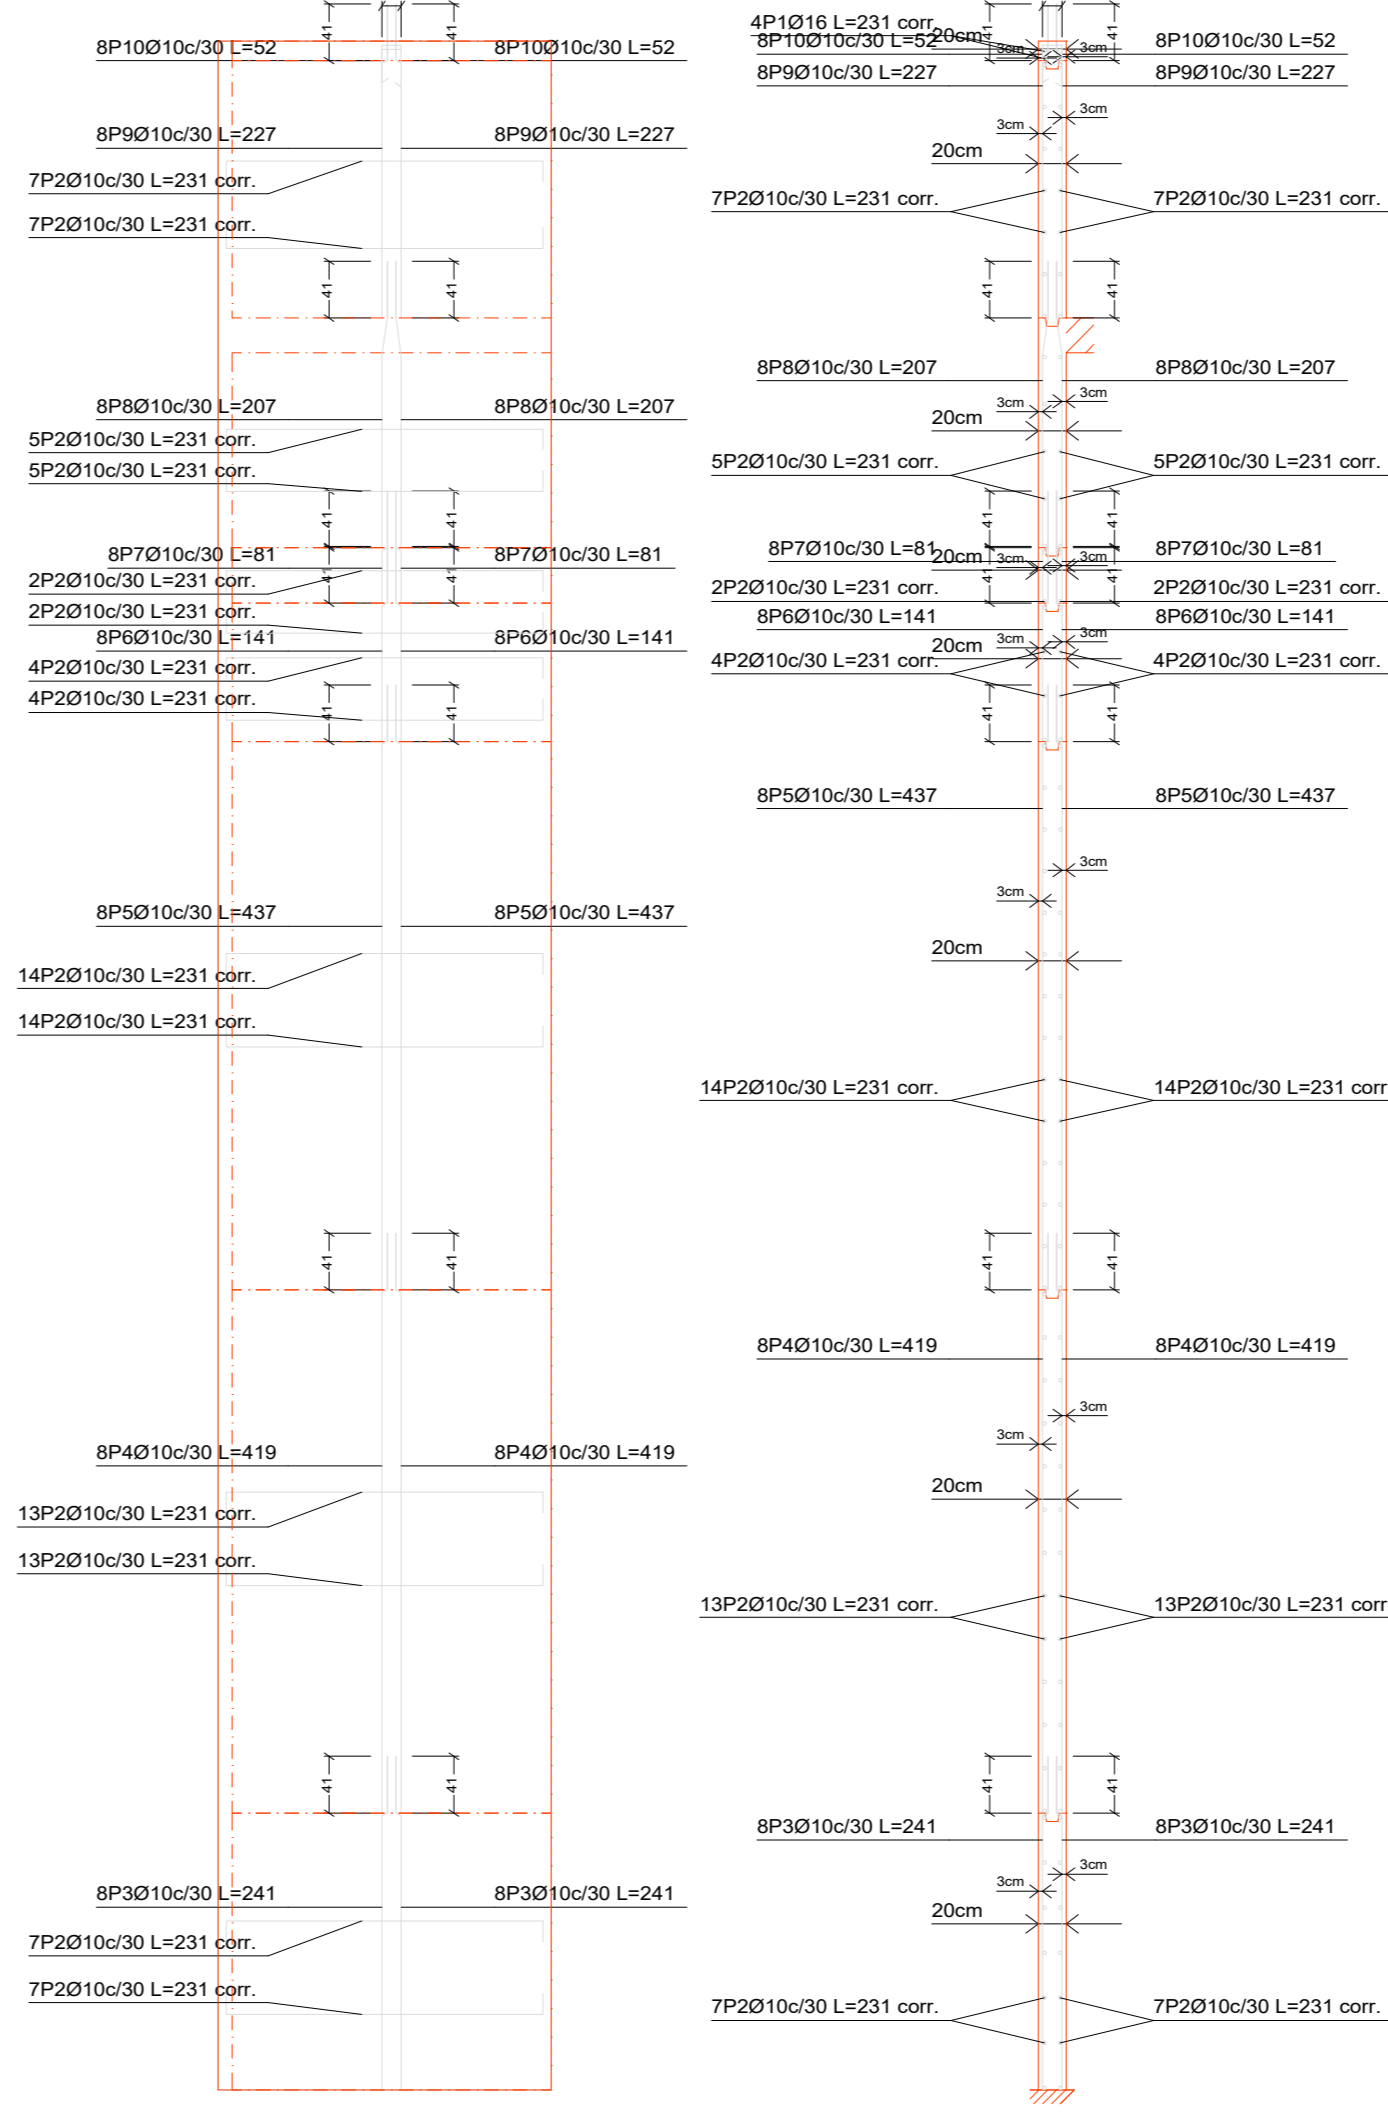 41
41
8P10Ø10c/30 L=52
8P10Ø10c/30 L=52
8P9Ø10c/30 L=227
8P9Ø10c/30 L=227
7P2Ø10c/30 L=231 corr.
7P2Ø10c/30 L=231 corr.
41
41
8P8Ø10c/30 L=207
8P8Ø10c/30 L=207
5P2Ø10c/30 L=231 corr.
5P2Ø10c/30 L=231 corr.
41
41
8P7Ø10c/30 L=81
8P7Ø10c/30 L=81
2P2Ø10c/30 L=231 corr.
41
41
2P2Ø10c/30 L=231 corr.
8P6Ø10c/30 L=141
8P6Ø10c/30 L=141
4P2Ø10c/30 L=231 corr.
4P2Ø10c/30 L=231 corr.
41
41
8P5Ø10c/30 L=437
8P5Ø10c/30 L=437
14P2Ø10c/30 L=231 corr.
14P2Ø10c/30 L=231 corr.
41
41
8P4Ø10c/30 L=419
8P4Ø10c/30 L=419
13P2Ø10c/30 L=231 corr.
13P2Ø10c/30 L=231 corr.
41
41
8P3Ø10c/30 L=241
8P3Ø10c/30 L=241
7P2Ø10c/30 L=231 corr.
7P2Ø10c/30 L=231 corr.
4P1Ø16 L=231 corr.
41
41
20cm
8P10Ø10c/30 L=52
8P10Ø10c/30 L=52
3cm
3cm
8P9Ø10c/30 L=227
8P9Ø10c/30 L=227
3cm
3cm
20cm
7P2Ø10c/30 L=231 corr.
7P2Ø10c/30 L=231 corr.
41
41
8P8Ø10c/30 L=207
8P8Ø10c/30 L=207
3cm
3cm
20cm
5P2Ø10c/30 L=231 corr.
5P2Ø10c/30 L=231 corr.
41
41
8P7Ø10c/30 L=81
8P7Ø10c/30 L=81
20cm
3cm
3cm
2P2Ø10c/30 L=231 corr.
2P2Ø10c/30 L=231 corr.
41
41
8P6Ø10c/30 L=141
8P6Ø10c/30 L=141
3cm
3cm
20cm
4P2Ø10c/30 L=231 corr.
4P2Ø10c/30 L=231 corr.
41
41
8P5Ø10c/30 L=437
8P5Ø10c/30 L=437
3cm
3cm
20cm
14P2Ø10c/30 L=231 corr.
14P2Ø10c/30 L=231 corr
41
41
8P4Ø10c/30 L=419
8P4Ø10c/30 L=419
3cm
3cm
20cm
13P2Ø10c/30 L=231 corr.
13P2Ø10c/30 L=231 corr
41
41
8P3Ø10c/30 L=241
8P3Ø10c/30 L=241
3cm
3cm
20cm
7P2Ø10c/30 L=231 corr.
7P2Ø10c/30 L=231 corr.